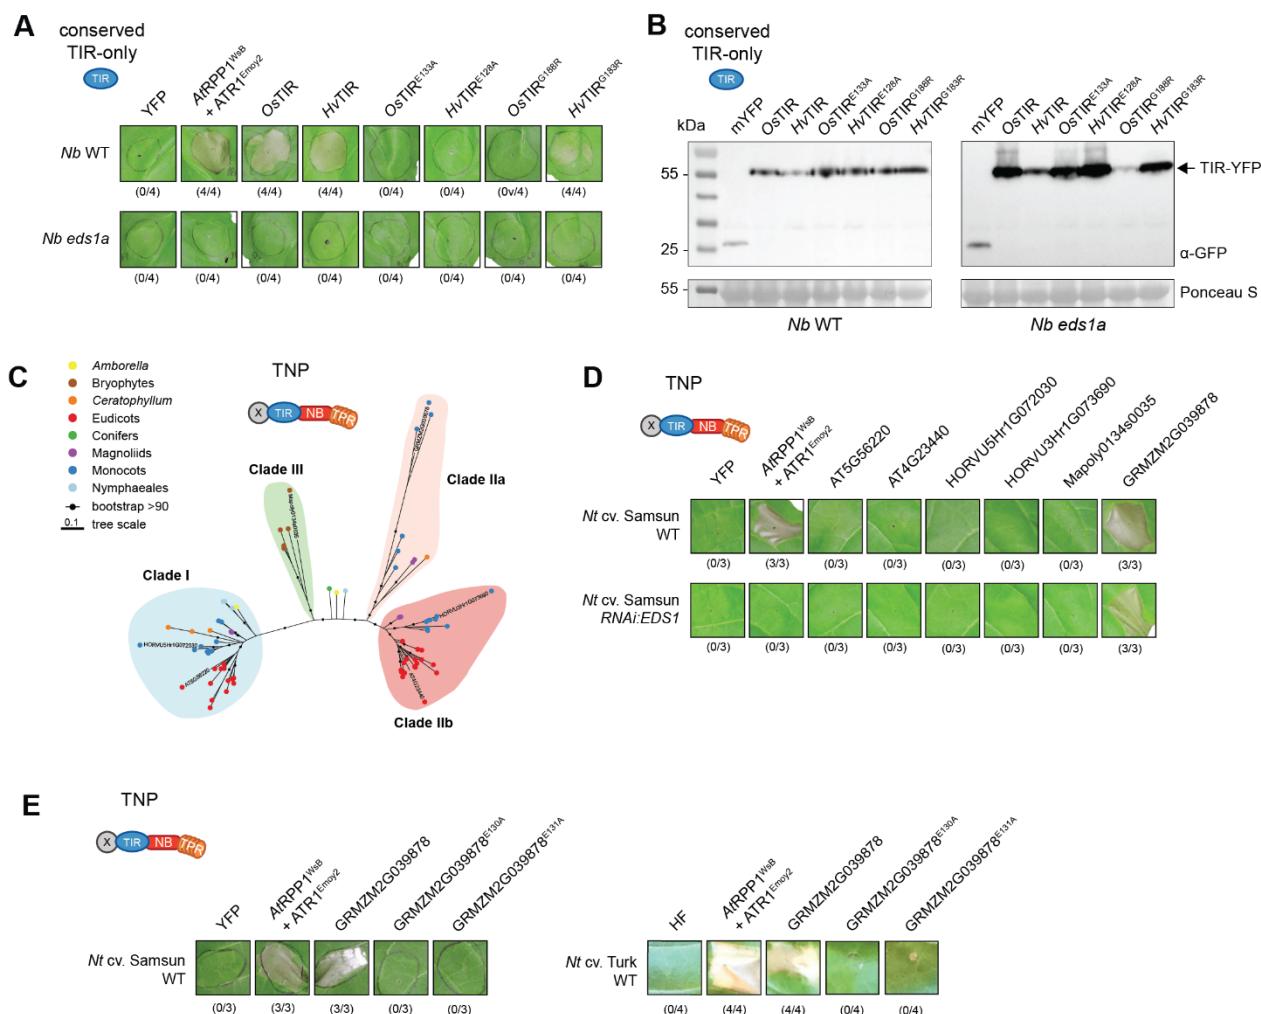 A
conserved
TIR-only
TIR
YFP
AtRPP1WsB
+ ATR1Emoy2
OsTIR
HvTIR
OsTIRE133A
HvTIRE128A
OsTIRG188R
HvTIRG183R
Nb WT
(0/4) (4/4) (4/4) (4/4) (0/4) (0/4) (0v/4) (4/4)
Nb eds1a
(0/4) (0/4) (0/4) (0/4) (0/4) (0/4) (0/4) (0/4)
B
conserved
TIR-only
TIR
kDa
mYFP
OsTIR
HvTIR
OsTIRE133A
HvTIRE128A
OsTIRG188R
HvTIRG183R
mYFP
OsTIR
HvTIR
OsTIRE133A
HvTIRE128A
OsTIRG188R
HvTIRG183R
55
TIR-YFP
25
α-GFP
55
Ponceau S
Nb WT
Nb eds1a
C
Amborella
Bryophytes
Ceratophyllum
Eudicots
Conifers
Magnoliids
Monocots
Nymphaeales
bootstrap >90
0.1 tree scale
TNP
X TIR NB TPR
Clade III
Mapoly0134s0035
GRMZM2G039878
Clade IIa
Clade I
HORVU5Hr1G072030
AT5G56220
HORVU3Hr1G073690
AT4G23440
Clade IIb
D
TNP
X TIR NB TPR
YFP
AtRPP1WsB
+ ATR1Emoy2
AT5G56220
AT4G23440
HORVU5Hr1G072030
HORVU3Hr1G073690
Mapoly0134s0035
GRMZM2G039878
Nt cv. Samsun
WT
(0/3) (3/3) (0/3) (0/3) (0/3) (0/3) (0/3) (3/3)
Nt cv. Samsun
RNAi:EDS1
(0/3) (0/3) (0/3) (0/3) (0/3) (0/3) (0/3) (3/3)
E
TNP
X TIR NB TPR
YFP
AtRPP1WsB
+ ATR1Emoy2
GRMZM2G039878
GRMZM2G039878E130A
GRMZM2G039878E131A
Nt cv. Samsun
WT
(0/3) (3/3) (3/3) (0/3) (0/3)
HF
AtRPP1WsB
+ ATR1Emoy2
GRMZM2G039878
GRMZM2G039878E130A
GRMZM2G039878E131A
Nt cv. Turk
WT
(0/4) (4/4) (4/4) (0/4) (0/4)